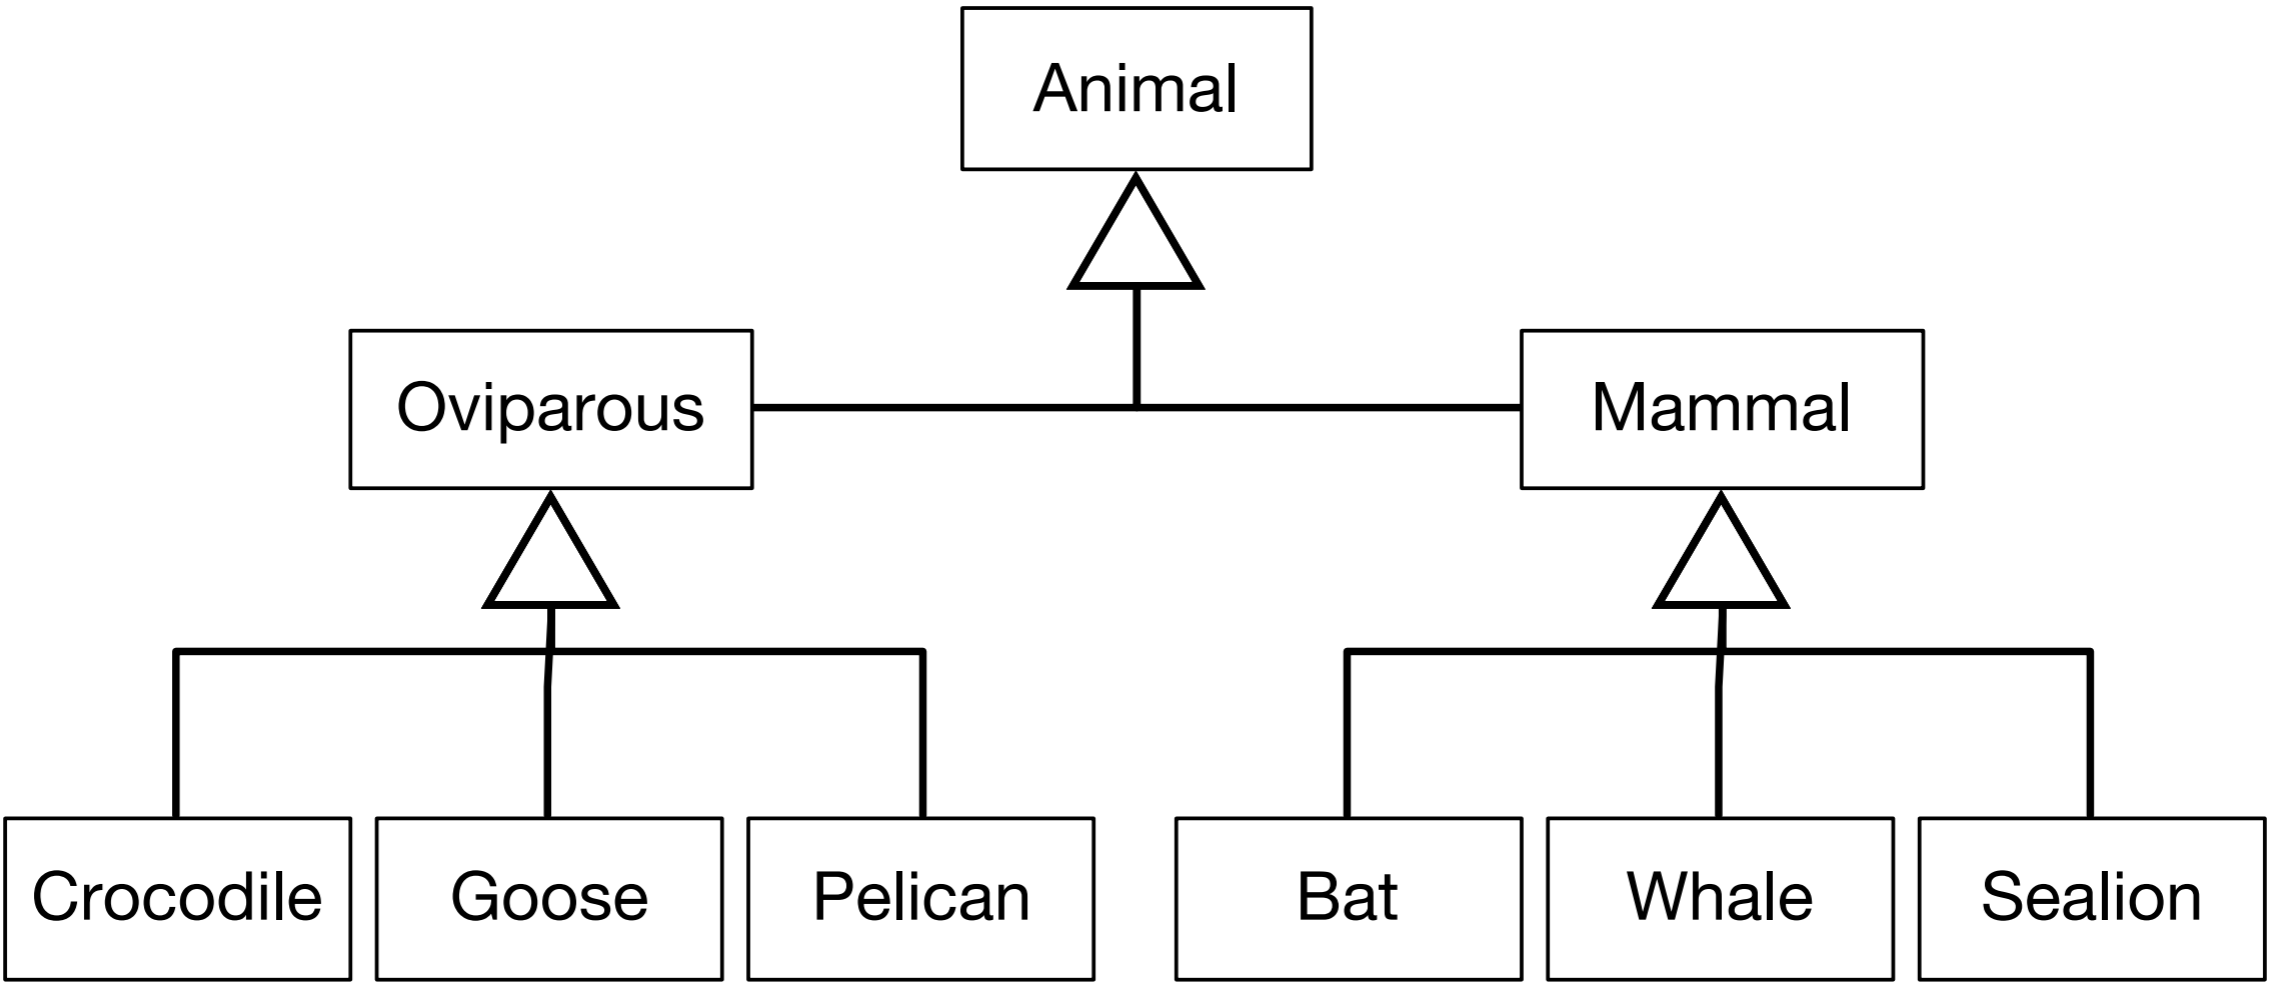 Animal
Oviparous
Mammal
Crocodile
Goose
Pelican
Bat
Whale
Sealion